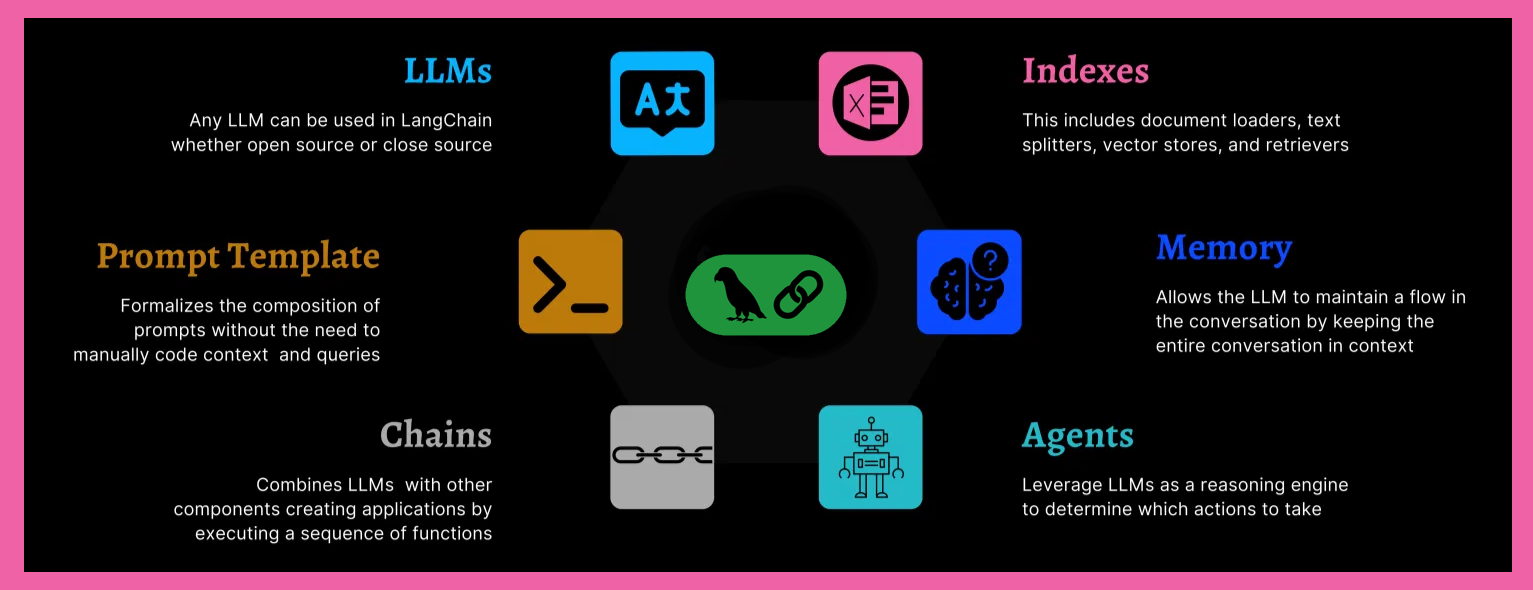 LLMs
Any LLM can be used in LangChain
whether open source or close source
Indexes
This includes document loaders, text
splitters, vector stores, and retrievers
Prompt Template
Formalizes the composition of
prompts without the need to
manually code context  and queries
Memory
Allows the LLM to maintain a flow in
the conversation by keeping the
entire conversation in context
Chains
Combines LLMs  with other
components creating applications by
executing a sequence of functions
Agents
Leverage LLMs as a reasoning engine
to determine which actions to take